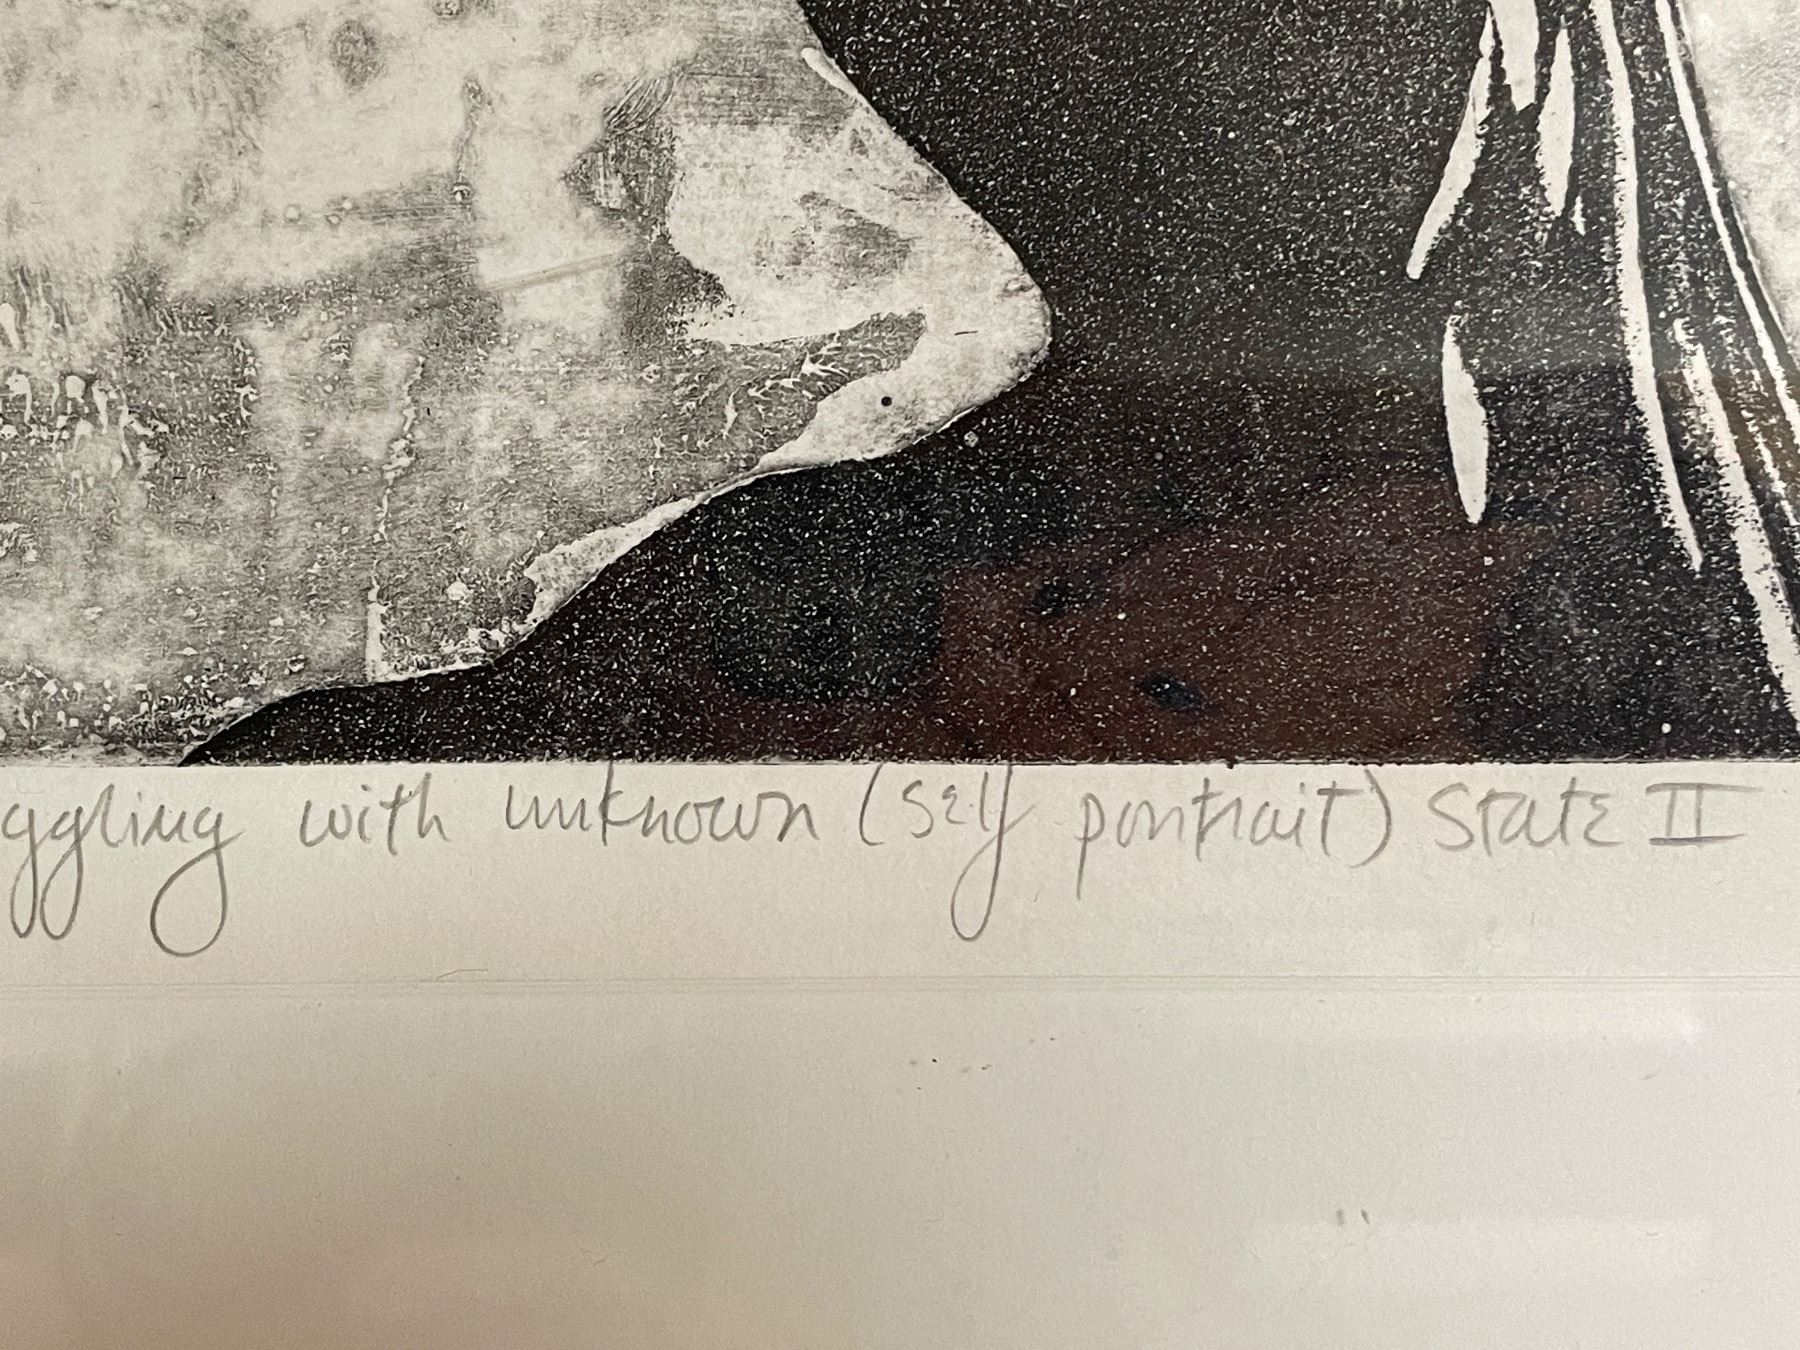 ggling with unknown (self portrait) State II